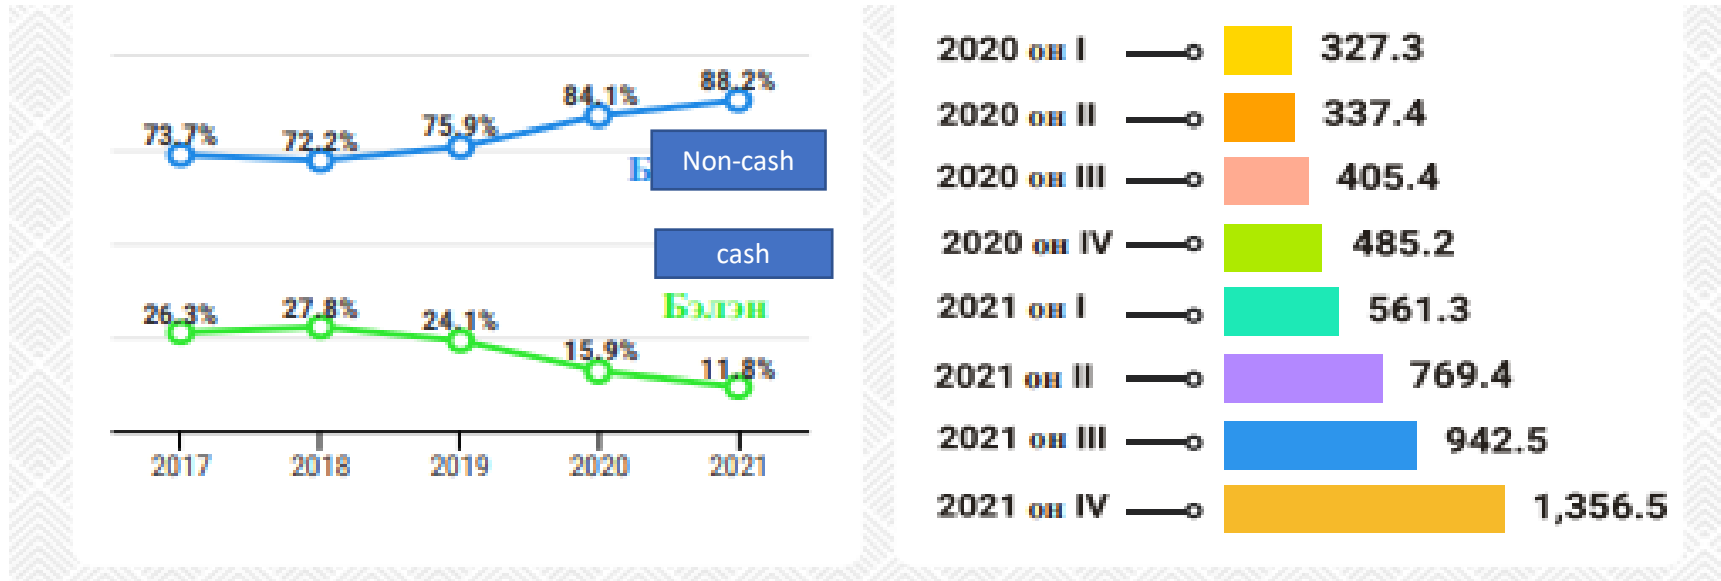 88.2%
84.1%
75.9%
73.7%
72.2%
Non-cash
cash
Бэлэн
26.3%
27.8%
24.1%
15.9%
11.8%
2017
2018
2019
2020
2021
2020 он I
327.3
2020 он II
337.4
2020 он III
405.4
2020 он IV
485.2
2021 он I
561.3
2021 он II
769.4
2021 он III
942.5
2021 он IV
1,356.5